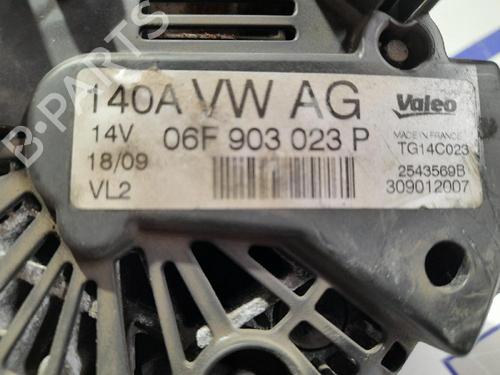 140A VW AG Valeo
14V 06F 903 023 P MADE IN FRANCE
18/09 TG14C023
VL2 2543569B
309012007
B-PARTS